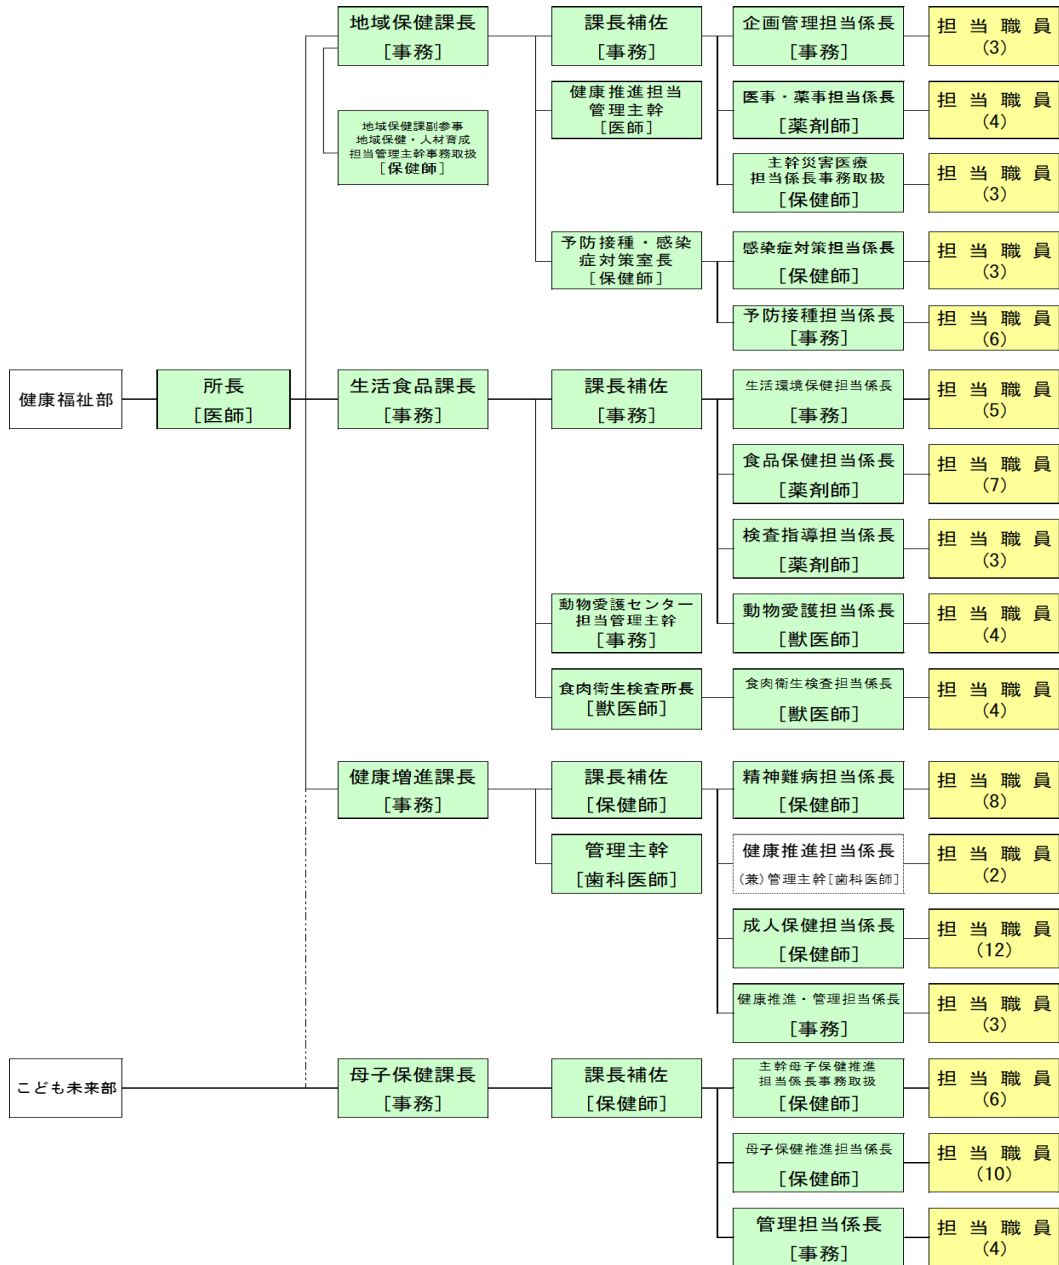 地域保健課長
[事務]
課長補佐
[事務]
企画管理担当係長
[事務]
担当職員
(3)
地域保健課副参事
地域保健・人材育成
担当管理主幹事務取扱
[保健師]
健康推進担当
管理主幹
[医師]
医事・薬事担当係長
[薬剤師]
担当職員
(4)
主幹災害医療
担当係長事務取扱
[保健師]
担当職員
(3)
予防接種・感染
症対策室長
[保健師]
感染症対策担当係長
[保健師]
担当職員
(3)
予防接種担当係長
[事務]
担当職員
(6)
健康福祉部
所長
[医師]
生活食品課長
[事務]
課長補佐
[事務]
生活環境保健担当係長
[事務]
担当職員
(5)
食品保健担当係長
[薬剤師]
担当職員
(7)
検査指導担当係長
[薬剤師]
担当職員
(3)
動物愛護センター
担当管理主幹
[事務]
動物愛護担当係長
[獣医師]
担当職員
(4)
食肉衛生検査所長
[獣医師]
食肉衛生検査担当係長
[獣医師]
担当職員
(4)
健康増進課長
[事務]
課長補佐
[保健師]
精神難病担当係長
[保健師]
担当職員
(8)
管理主幹
[歯科医師]
健康推進担当係長
(兼)管理主幹[歯科医師]
担当職員
(2)
成人保健担当係長
[保健師]
担当職員
(12)
健康推進・管理担当係長
[事務]
担当職員
(3)
こども未来部
母子保健課長
[事務]
課長補佐
[保健師]
主幹母子保健推進
担当係長事務取扱
[保健師]
担当職員
(6)
母子保健推進担当係長
[保健師]
担当職員
(10)
管理担当係長
[事務]
担当職員
(4)